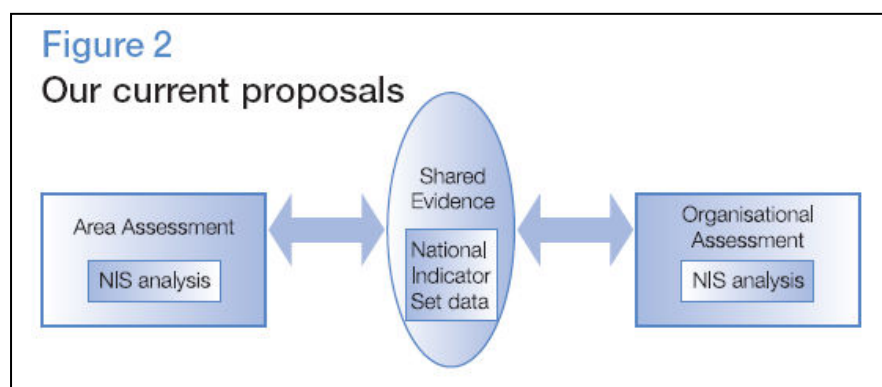 Figure 2
Our current proposals
Area Assessment
NIS analysis
Shared
Evidence
National
Indicator
Set data
Organisational
Assessment
NIS analysis